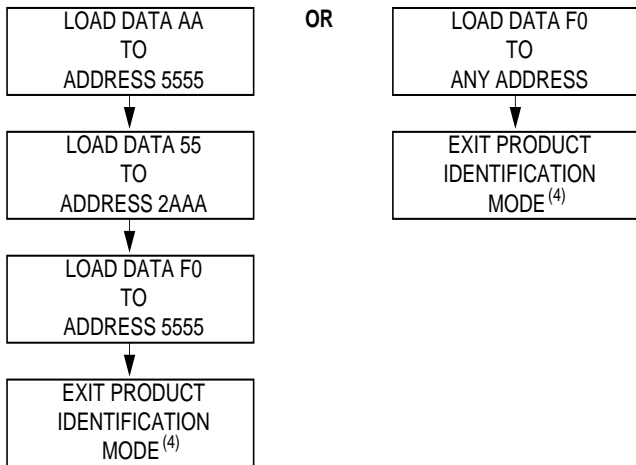 LOAD DATA AA
TO
ADDRESS 5555
LOAD DATA 55
TO
ADDRESS 2AAA
LOAD DATA F0
TO
ADDRESS 5555
EXIT PRODUCT
IDENTIFICATION
MODE(4)
OR
LOAD DATA F0
TO
ANY ADDRESS
EXIT PRODUCT
IDENTIFICATION
MODE(4)